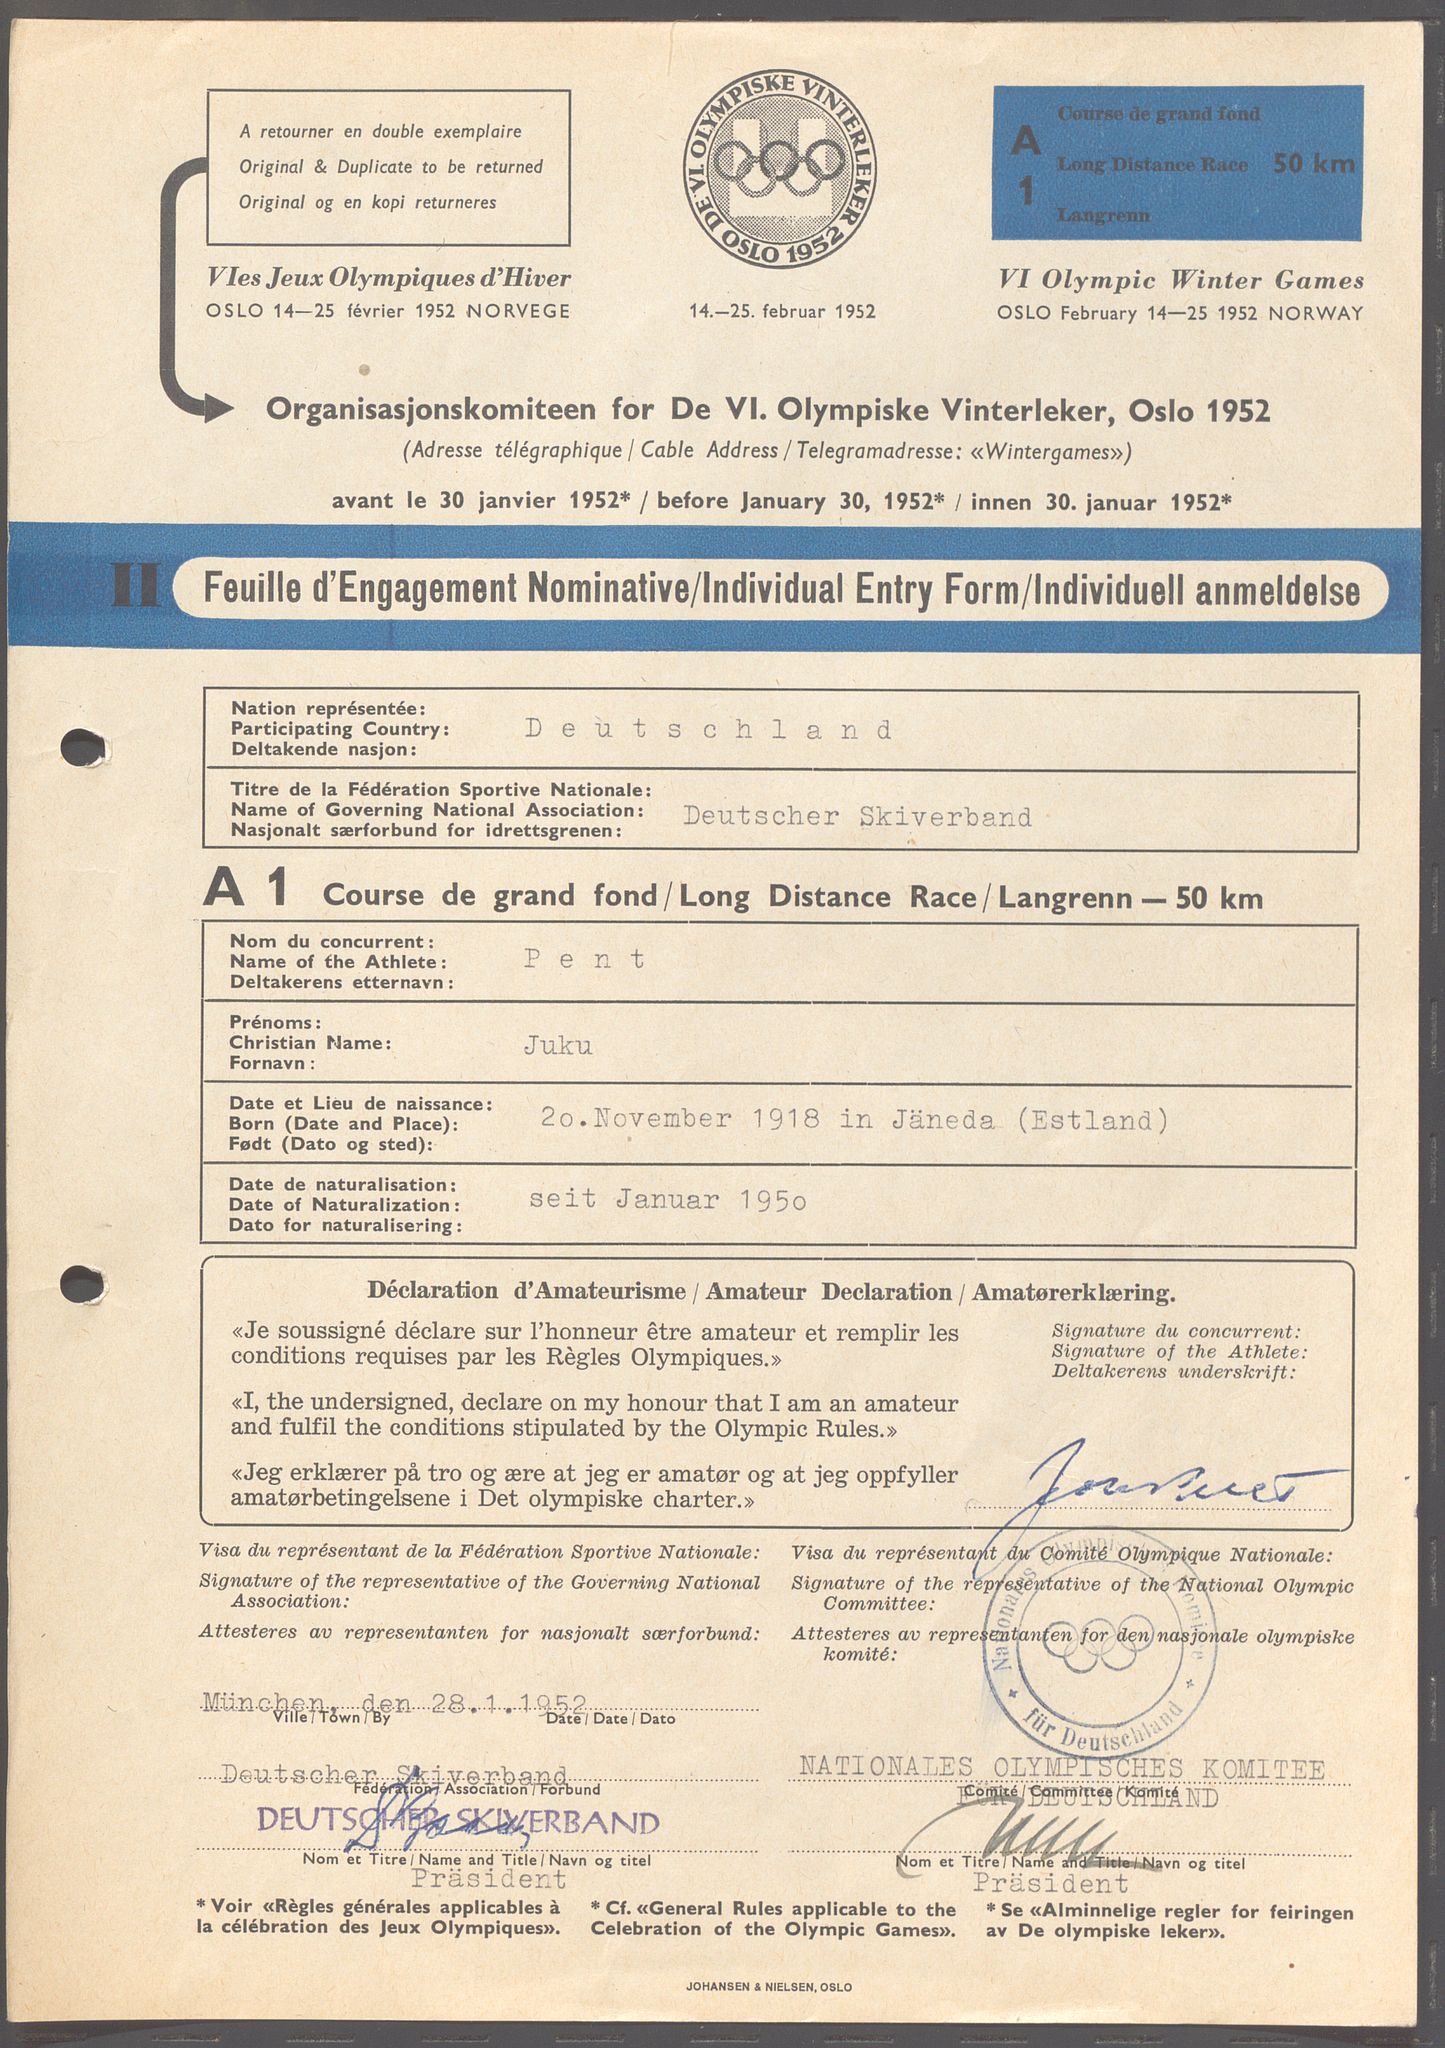 A retourner en double exemplaire
Original & Duplicate to be returned
Original og en kopi returneres
DE VI. OLYMPISKE VINTERLEKER
OSLO 1952
A 1
Course de grand fond
Long Distance Race 50 km
Langrenn
VIes Jeux Olympiques d'Hiver
OSLO 14—25 février 1952 NORVEGE
14.—25. februar 1952
VI Olympic Winter Games
OSLO February 14—25 1952 NORWAY
Organisasjonskomiteen for De VI. Olympiske Vinterleker, Oslo 1952
(Adresse télégraphique / Cable Address / Telegramadresse: «Wintergames»)
avant le 30 janvier 1952* / before January 30, 1952* / innen 30. januar 1952*
II Feuille d'Engagement Nominative/Individual Entry Form/Individuell anmeldelse
Nation représentée:
Participating Country: Deutschland
Deltakende nasjon:
Titre de la Fédération Sportive Nationale:
Name of Governing National Association: Deutscher Skiverband
Nasjonalt særforbund for idrettsgrenen:
A 1 Course de grand fond / Long Distance Race / Langrenn — 50 km
Nom du concurrent:
Name of the Athlete: Pent
Deltakerens etternavn:
Prénoms:
Christian Name: Juku
Fornavn:
Date et Lieu de naissance:
Born (Date and Place): 2o.November 1918 in Jäneda (Estland)
Født (Dato og sted):
Date de naturalisation:
Date of Naturalization: seit Januar 195o
Dato for naturalisering:
Déclaration d'Amateurisme / Amateur Declaration / Amatørerklæring.
«Je soussigné déclare sur l'honneur être amateur et remplir les
conditions requises par les Règles Olympiques.»
«I, the undersigned, declare on my honour that I am an amateur
and fulfil the conditions stipulated by the Olympic Rules.»
«Jeg erklærer på tro og ære at jeg er amatør og at jeg oppfyller
amatørbetingelsene i Det olympiske charter.»
Signature du concurrent:
Signature of the Athlete:
Deltakerens underskrift:
Visa du représentant de la Fédération Sportive Nationale:
Signature of the representative of the Governing National
Association:
Attesteres av representanten for nasjonalt særforbund:
Visa du représentant du Comité Olympique Nationale:
Signature of the representative of the National Olympic
Committee:
Attesteres av representanten for den nasjonale olympiske
komité:
Nationales Olympisches Komitee
für Deutschland
München, den 28.1.1952
Ville / Town / By Date / Date / Dato
Deutscher Skiverband
Fédération / Association / Forbund
DEUTSCHER SKIVERBAND
Nom et Titre / Name and Title / Navn og titel
Präsident
NATIONALES OLYMPISCHES KOMITEE
Comité / Committee / Komité
FÜR DEUTSCHLAND
Nom et Titre / Name and Title / Navn og titel
Präsident
* Voir «Règles générales applicables à
la célébration des Jeux Olympiques».
* Cf. «General Rules applicable to the
Celebration of the Olympic Games».
* Se «Alminnelige regler for feiringen
av De olympiske leker».
JOHANSEN & NIELSEN, OSLO